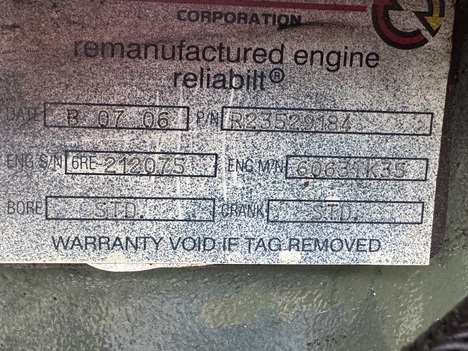 CORPORATION
remanufactured engine
reliabilt®
DATE B 07 06 P/N R23529184
ENG S/N 6RE-212075 ENG M/N 6063TK35
BORE STD. CRANK STD.
WARRANTY VOID IF TAG REMOVED